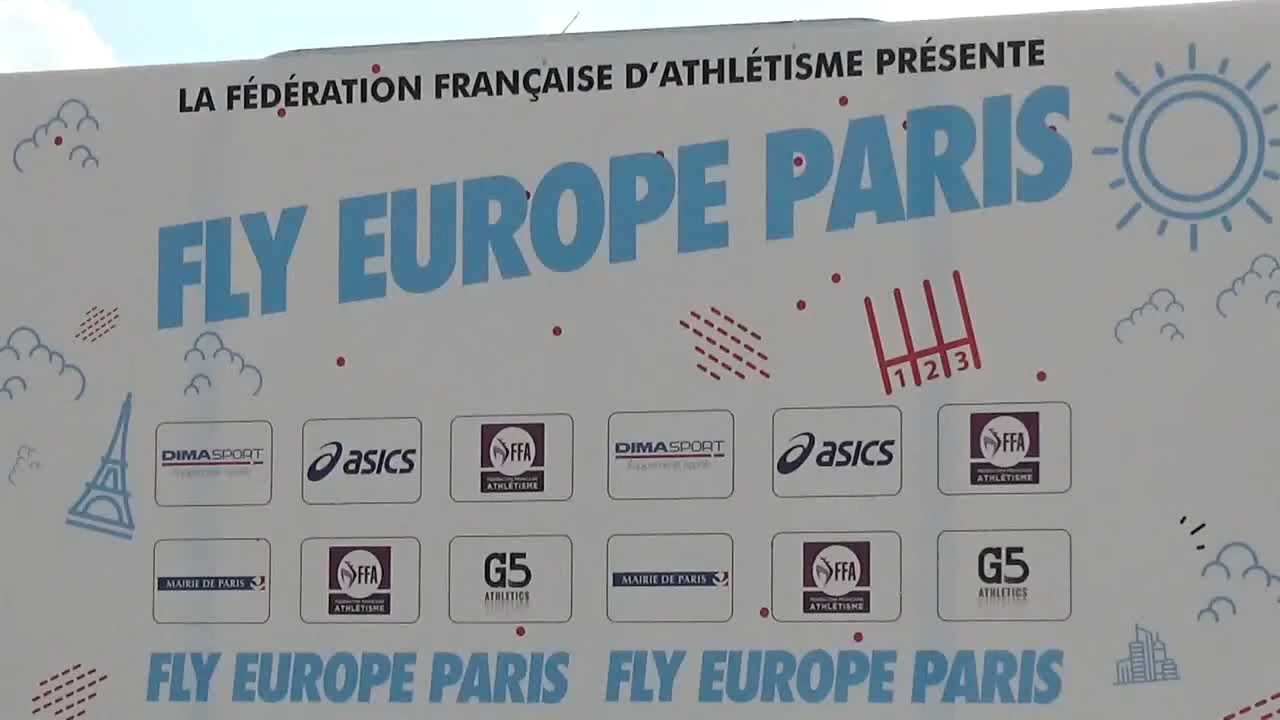 LA FÉDÉRATION FRANÇAISE D'ATHLÉTISME PRÉSENTE
FLY EUROPE PARIS
1 2 3
DIMASPORT asics FFA DIMASPORT asics FFA
Équipement sportif FÉDÉRATION FRANÇAISE Équipement sportif FÉDÉRATION FRANÇAISE
ATHLÉTISME ATHLÉTISME
MAIRIE DE PARIS FFA G5 MAIRIE DE PARIS FFA G5
FÉDÉRATION FRANÇAISE ATHLETICS FÉDÉRATION FRANÇAISE ATHLETICS
ATHLÉTISME ATHLÉTISME
FLY EUROPE PARIS FLY EUROPE PARIS